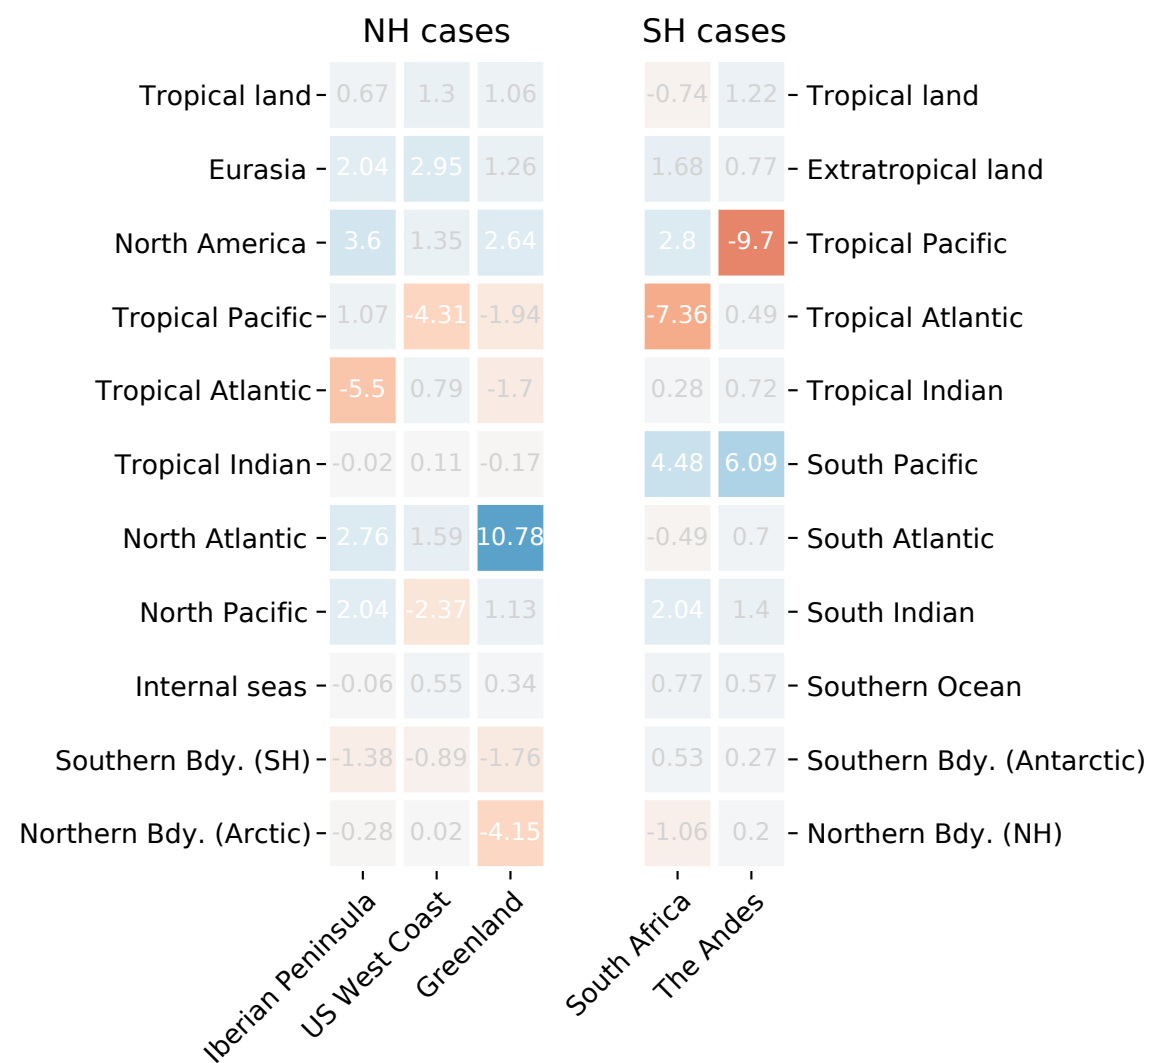 NH cases SH cases
Tropical land 0.67 1.3 1.06 -0.74 1.22 Tropical land
Eurasia 2.04 2.95 1.26 1.68 0.77 Extratropical land
North America 3.6 1.35 2.64 2.8 -9.7 Tropical Pacific
Tropical Pacific 1.07 -4.31 -1.94 -7.36 0.49 Tropical Atlantic
Tropical Atlantic -5.5 0.79 -1.7 0.28 0.72 Tropical Indian
Tropical Indian -0.02 0.11 -0.17 4.48 6.09 South Pacific
North Atlantic 2.76 1.59 10.78 -0.49 0.7 South Atlantic
North Pacific 2.04 -2.37 1.13 2.04 1.4 South Indian
Internal seas -0.06 0.55 0.34 0.77 0.57 Southern Ocean
Southern Bdy. (SH) -1.38 -0.89 -1.76 0.53 0.27 Southern Bdy. (Antarctic)
Northern Bdy. (Arctic) -0.28 0.02 -4.15 -1.06 0.2 Northern Bdy. (NH)
Iberian Peninsula
US West Coast
Greenland
South Africa
The Andes